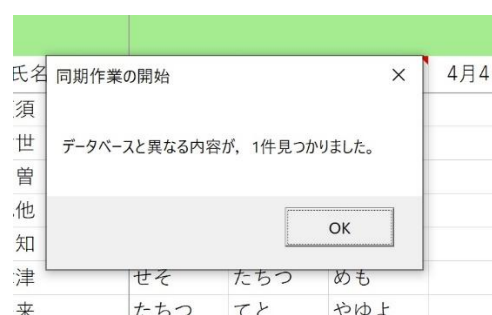 氏名
同期作業の開始
4月4
須
世
データベースと異なる内容が，1件見つかりました。
曽
他
OK
知
津 せそ たちつ めも
来 たちつ てと やゆよ